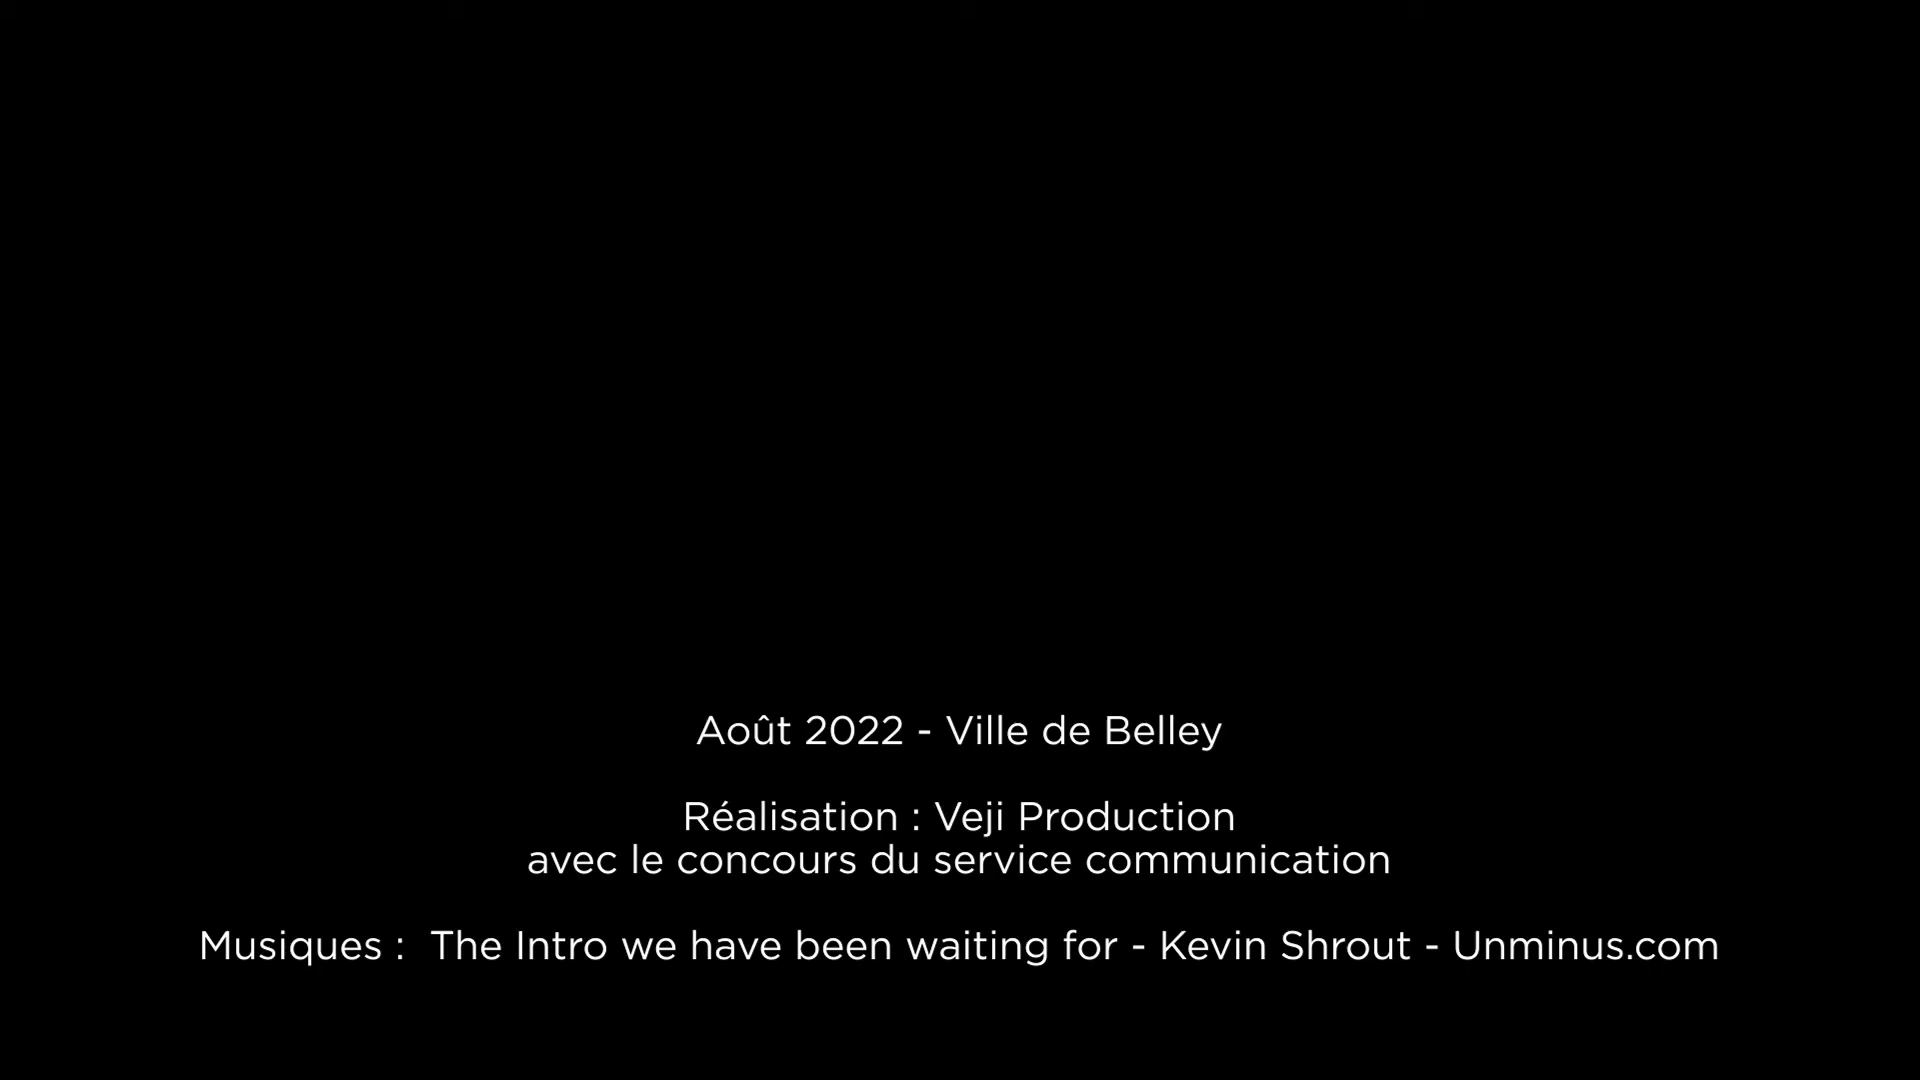 Août 2022 - Ville de Belley
Réalisation : Veji Production
avec le concours du service communication
Musiques :  The Intro we have been waiting for - Kevin Shrout - Unminus.com